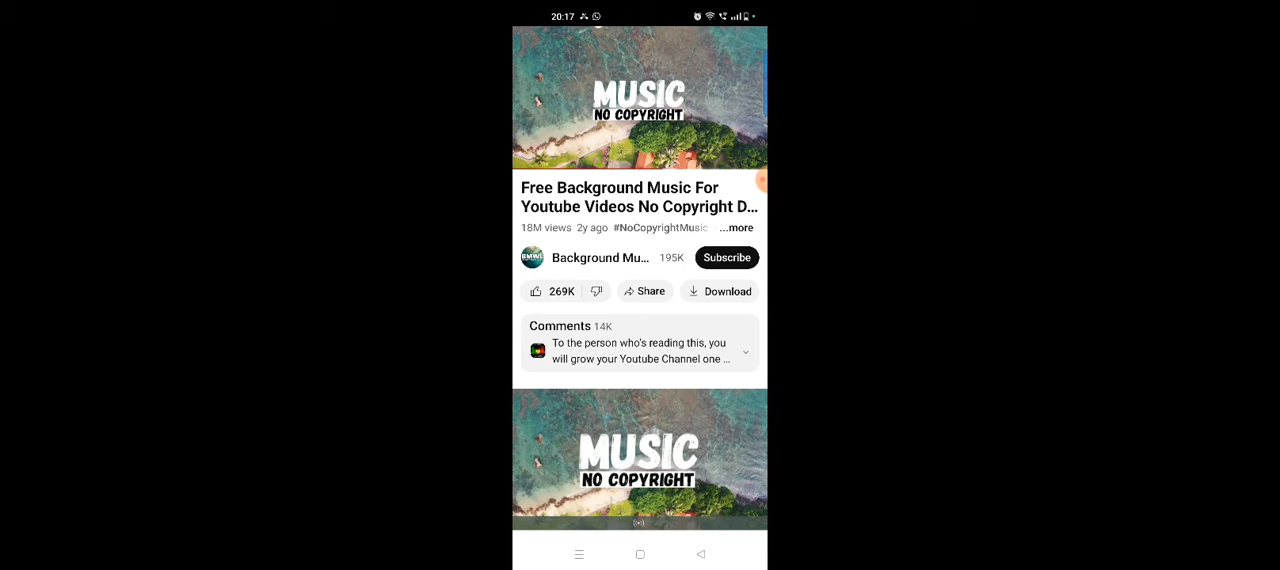 20:17
MUSIC
NO COPYRIGHT
Free Background Music For
Youtube Videos No Copyright D...
18M views 2y ago #NoCopyrightMusic ...more
BMWL Background Mu... 195K Subscribe
269K Share Download
Comments 14K
To the person who's reading this, you
will grow your Youtube Channel one ...
MUSIC
NO COPYRIGHT